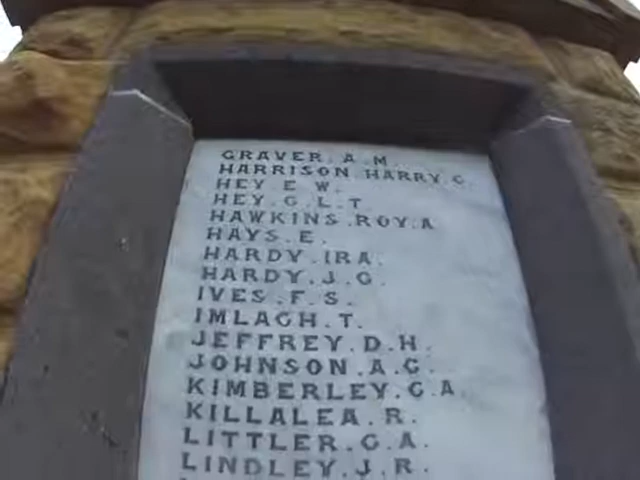 GRAVER. A. M.
HARRISON. HARRY. G.
HEY. E. W.
HEY. G. L. T.
HAWKINS. ROY. A
HAYS. E.
HARDY. IRA.
HARDY. J. G.
IVES. F. S.
IMLACH. T.
JEFFREY. D. H.
JOHNSON. A. G.
KIMBERLEY. G. A.
KILLALEA. R.
LITTLER. G. A.
LINDLEY. J. R.